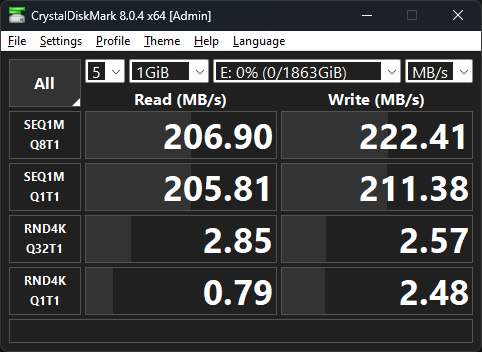 CrystalDiskMark 8.0.4 x64 [Admin]
File Settings Profile Theme Help Language
All 5 1GiB E: 0% (0/1863GiB) MB/s
Read (MB/s) Write (MB/s)
SEQ1M
Q8T1
206.90 222.41
SEQ1M
Q1T1
205.81 211.38
RND4K
Q32T1
2.85 2.57
RND4K
Q1T1
0.79 2.48